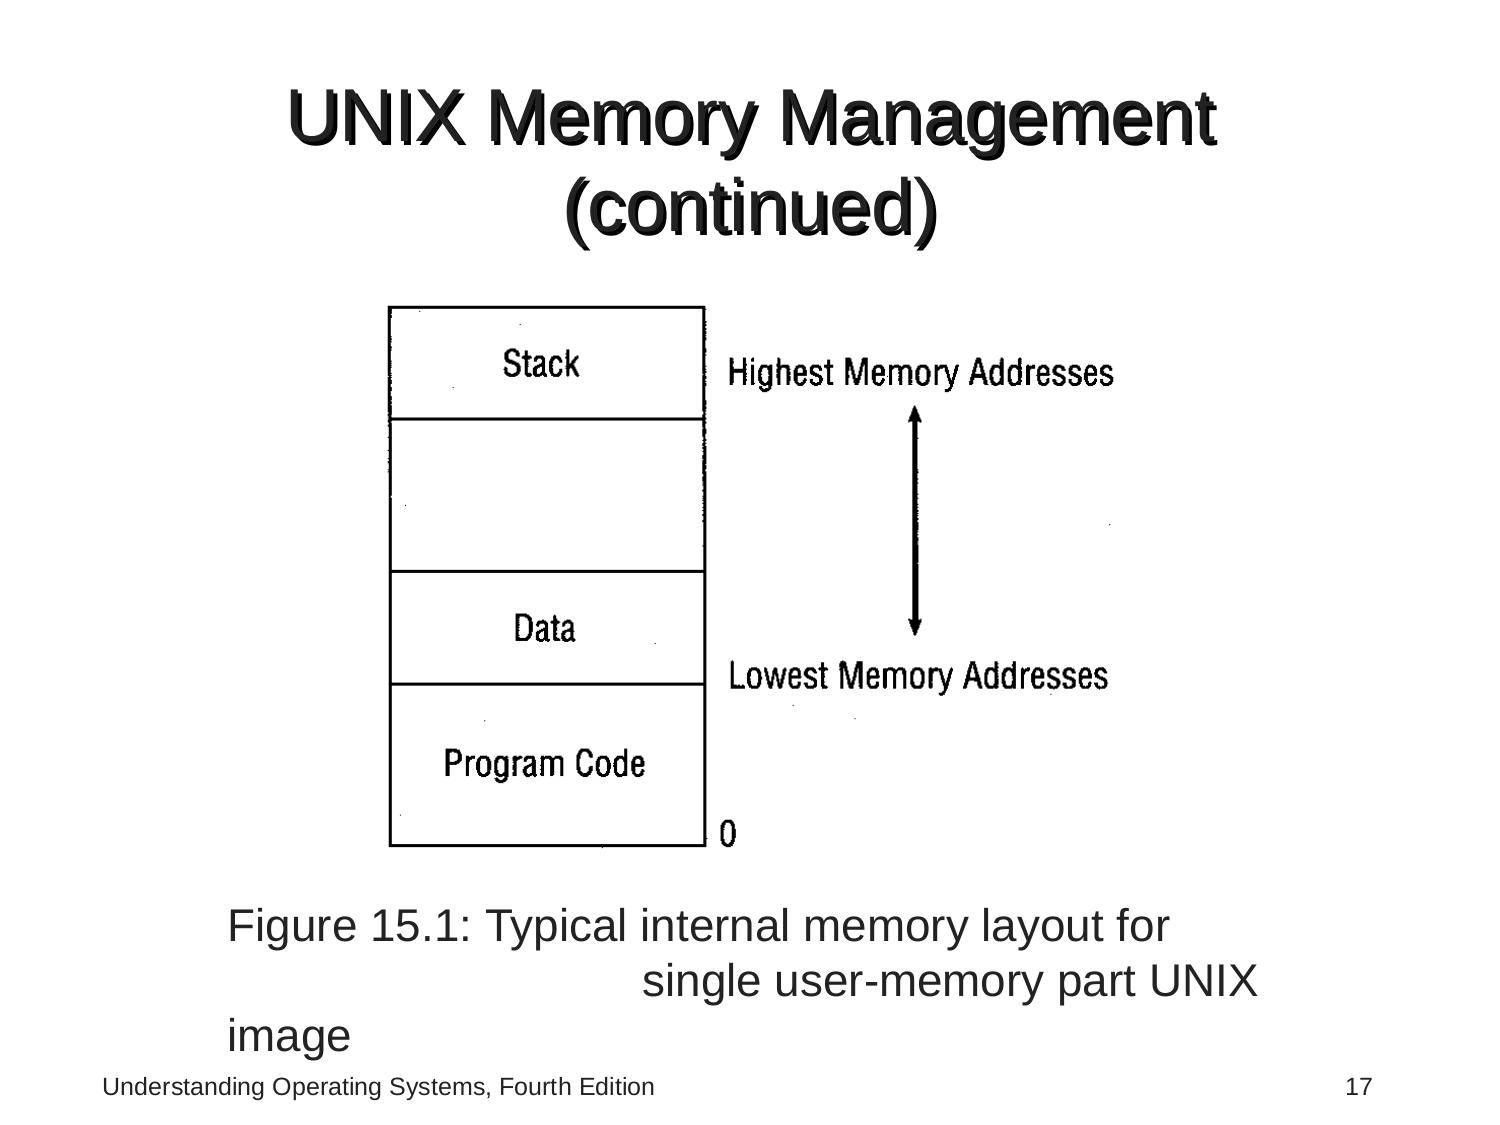 UNIX Memory Management
(continued)
Stack
Highest Memory Addresses
Data
Lowest Memory Addresses
Program Code
0
Figure 15.1: Typical internal memory layout for
single user-memory part UNIX
image
Understanding Operating Systems, Fourth Edition
17